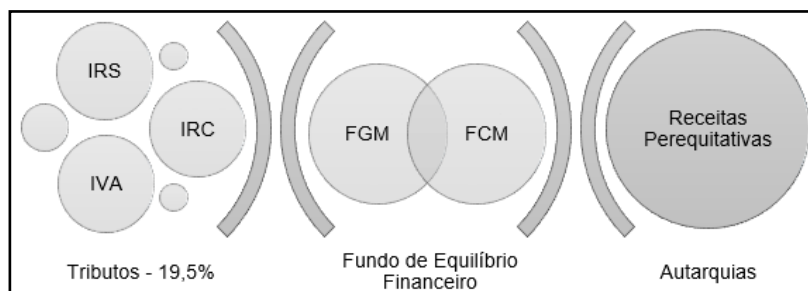 IRS
IRC
IVA
FGM
FCM
Receitas
Perequitativas
Tributos - 19,5%
Fundo de Equilíbrio
Financeiro
Autarquias